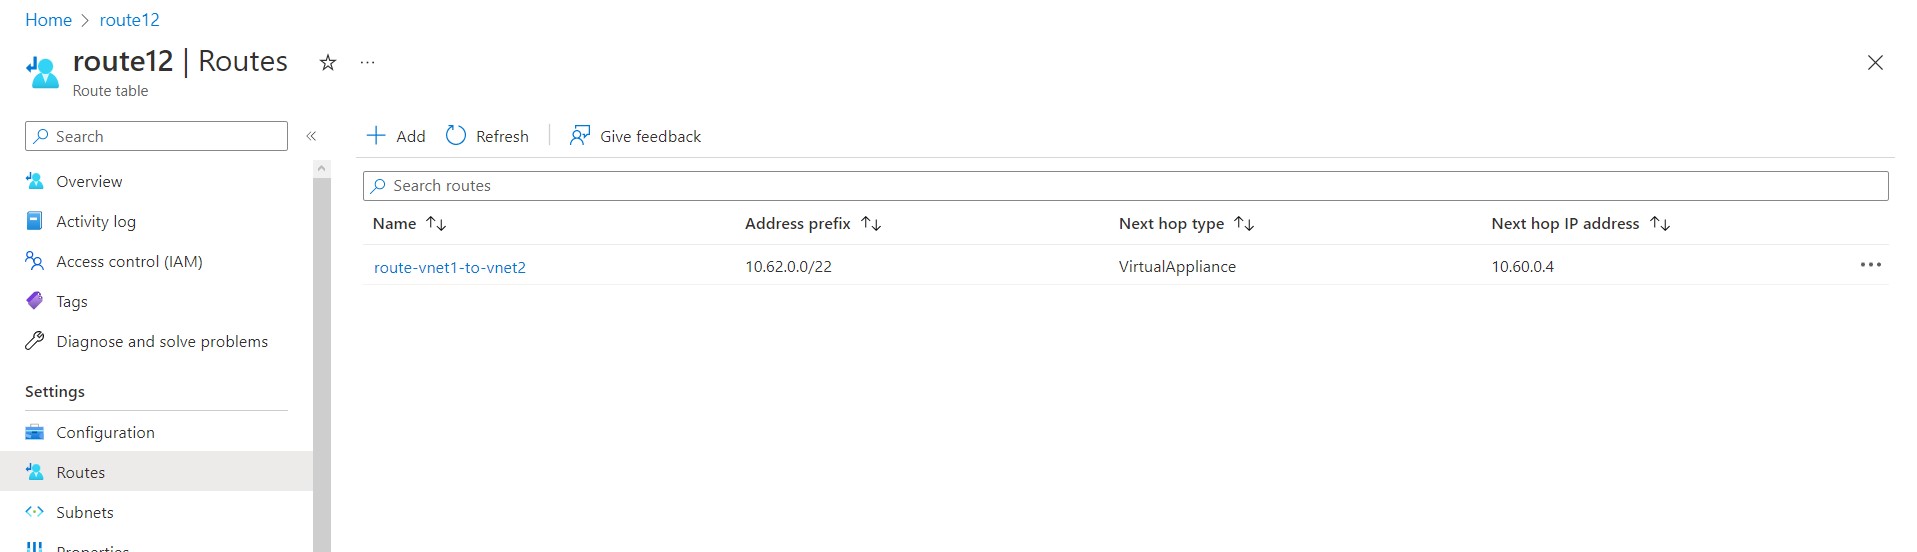 Home > route12
route12 | Routes
Route table
Search
Overview
Activity log
Access control (IAM)
Tags
Diagnose and solve problems
Settings
Configuration
Routes
Subnets
Properties
Add Refresh Give feedback
Search routes
Name Address prefix Next hop type Next hop IP address
route-vnet1-to-vnet2 10.62.0.0/22 VirtualAppliance 10.60.0.4